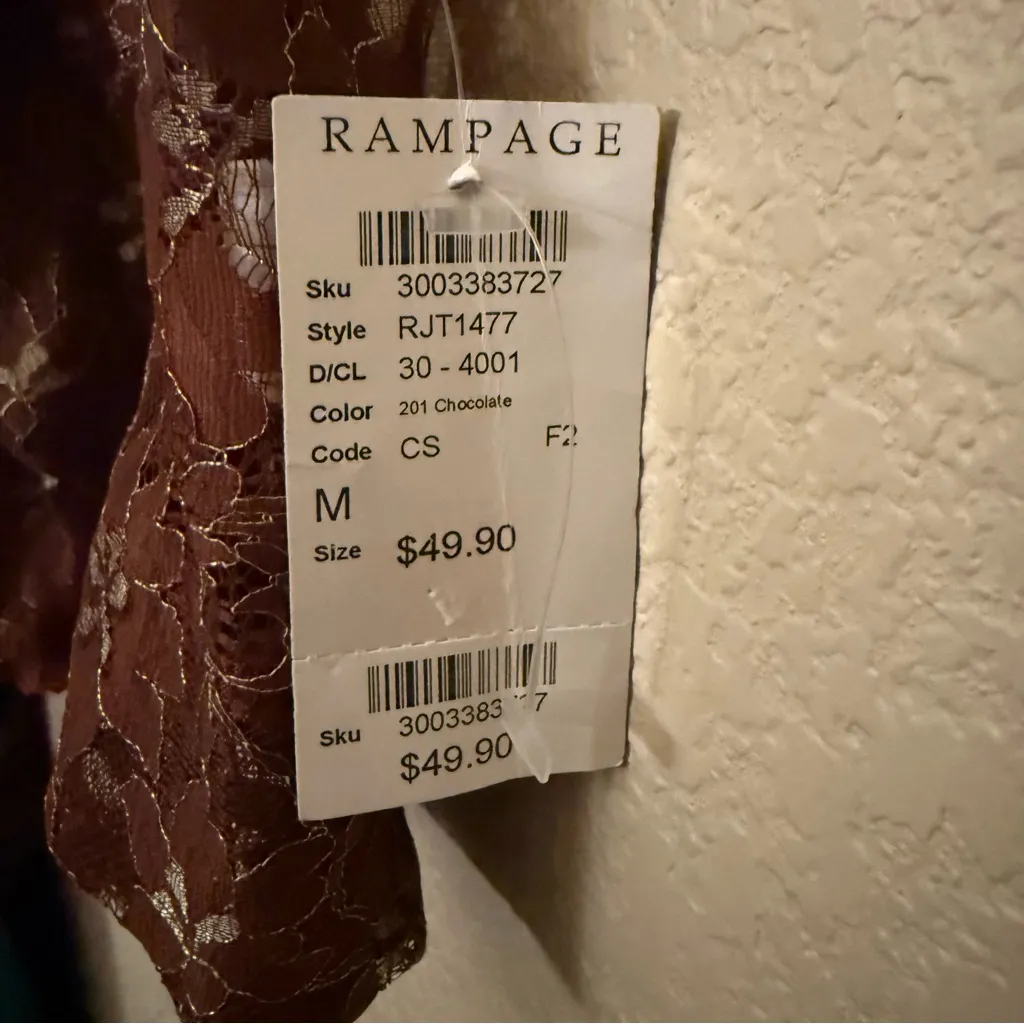 RAMPAGE
Sku 3003383727
Style RJT1477
D/CL 30 - 4001
Color 201 Chocolate
Code CS F2
M
Size $49.90
Sku
$49.90